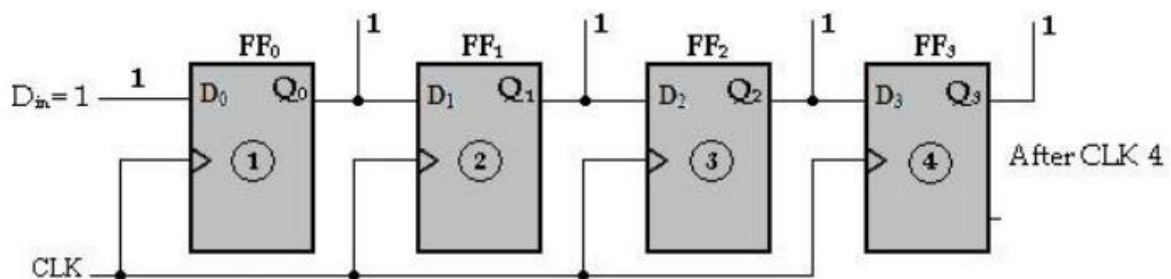 1 1 1 1
FF₀ FF₁ FF₂ FF₃
1
Dᵢₙ= 1 D₀ Q₀ D₁ Q₁ D₂ Q₂ D₃ Q₃
1 2 3 4 After CLK 4
CLK